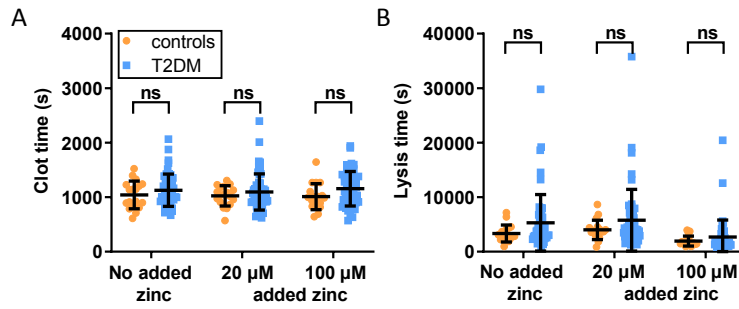 A
controls
T2DM
Clot time (s)
4000
3000
2000
1000
0
ns
ns
ns
No added
zinc
20 µM
100 µM
added zinc
B
Lysis time (s)
40000
30000
20000
10000
0
ns
ns
ns
No added
zinc
20 µM
100 µM
added zinc